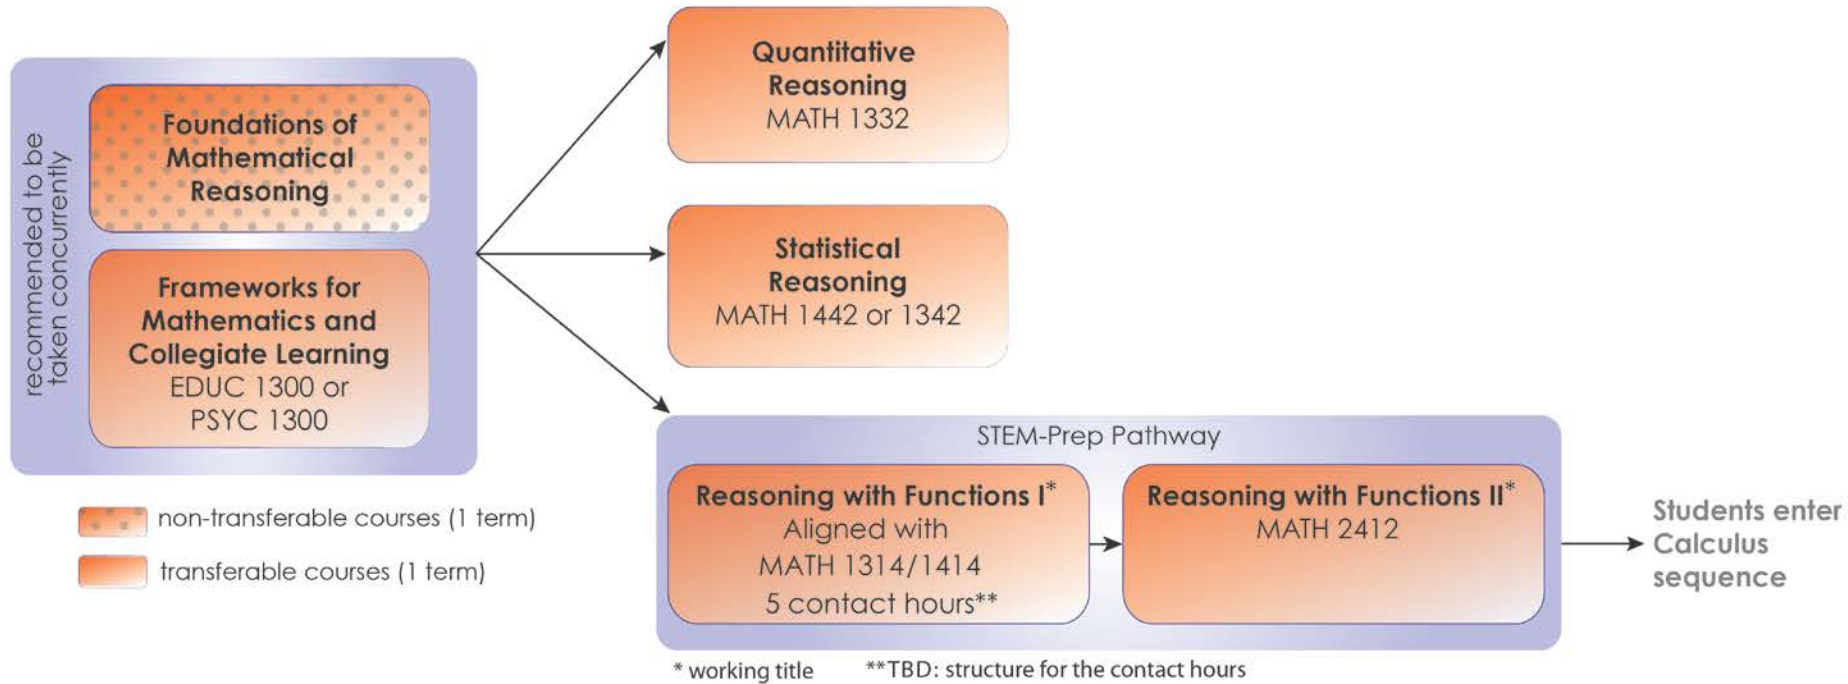 recommended to be
taken concurrently
Foundations of
Mathematical
Reasoning
Frameworks for
Mathematics and
Collegiate Learning
EDUC 1300 or
PSYC 1300
non-transferable courses (1 term)
transferable courses (1 term)
Quantitative
Reasoning
MATH 1332
Statistical
Reasoning
MATH 1442 or 1342
STEM-Prep Pathway
Reasoning with Functions I*
Aligned with
MATH 1314/1414
5 contact hours**
Reasoning with Functions II*
MATH 2412
Students enter
Calculus
sequence
* working title
**TBD: structure for the contact hours